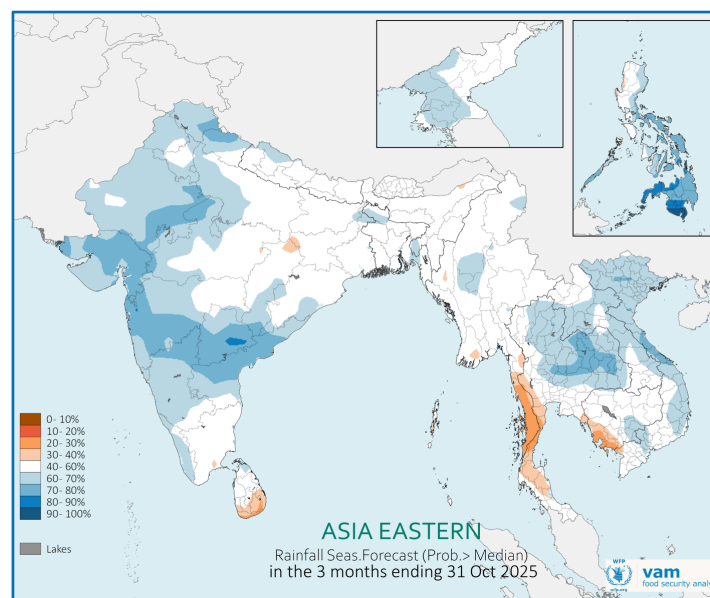 0- 10%
10 - 20%
20 - 30%
30 - 40%
40 - 60%
60 - 70%
70 - 80%
80 - 90%
90- 100%
Lakes
ASIA EASTERN
Rainfall Seas.Forecast (Prob.> Median)
in the 3 months ending 31 Oct 2025
WFP
wfp.org
vam
food security analy